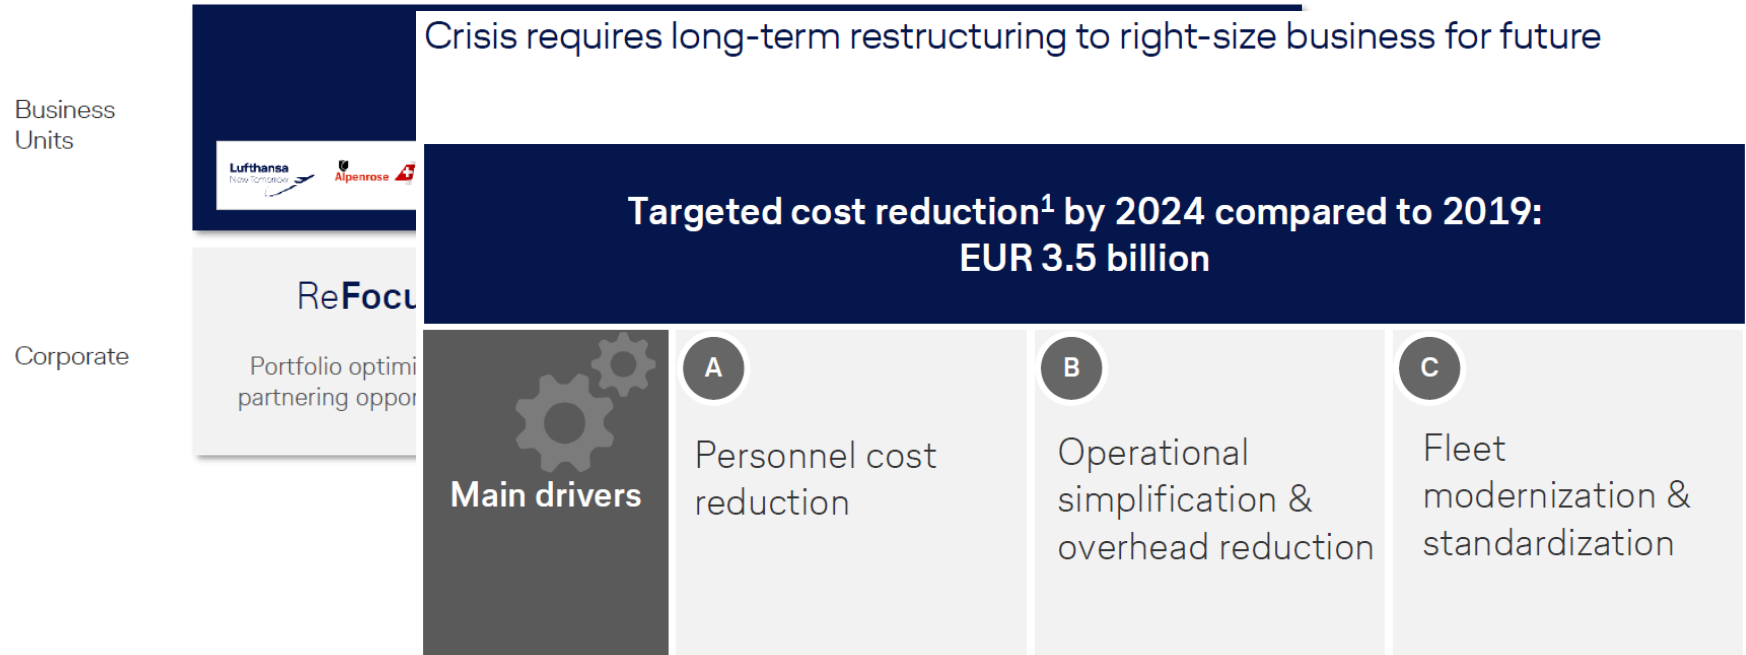 Crisis requires long-term restructuring to right-size business for future
Business
Units
Lufthansa
New Tomorrow
Alpenrose
Targeted cost reduction¹ by 2024 compared to 2019:
EUR 3.5 billion
ReFocu
Corporate
Portfolio optimi
partnering oppor
Main drivers
A
Personnel cost
reduction
B
Operational
simplification &
overhead reduction
C
Fleet
modernization &
standardization